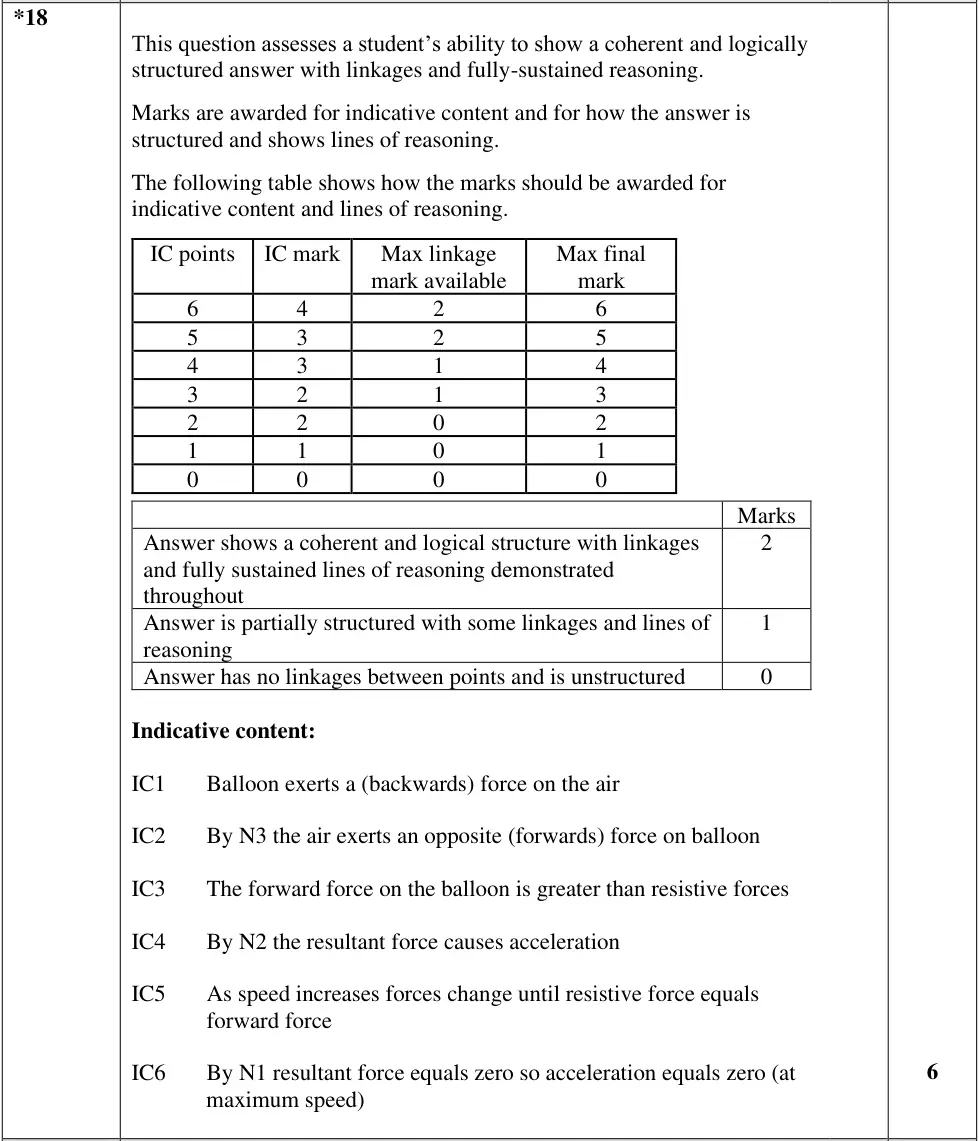 *18
This question assesses a student's ability to show a coherent and logically
structured answer with linkages and fully-sustained reasoning.
Marks are awarded for indicative content and for how the answer is
structured and shows lines of reasoning.
The following table shows how the marks should be awarded for
indicative content and lines of reasoning.
IC points IC mark Max linkage Max final
mark available mark
6 4 2 6
5 3 2 5
4 3 1 4
3 2 1 3
2 2 0 2
1 1 0 1
0 0 0 0
Marks
Answer shows a coherent and logical structure with linkages 2
and fully sustained lines of reasoning demonstrated
throughout
Answer is partially structured with some linkages and lines of 1
reasoning
Answer has no linkages between points and is unstructured 0
Indicative content:
IC1 Balloon exerts a (backwards) force on the air
IC2 By N3 the air exerts an opposite (forwards) force on balloon
IC3 The forward force on the balloon is greater than resistive forces
IC4 By N2 the resultant force causes acceleration
IC5 As speed increases forces change until resistive force equals
forward force
IC6 By N1 resultant force equals zero so acceleration equals zero (at 6
maximum speed)